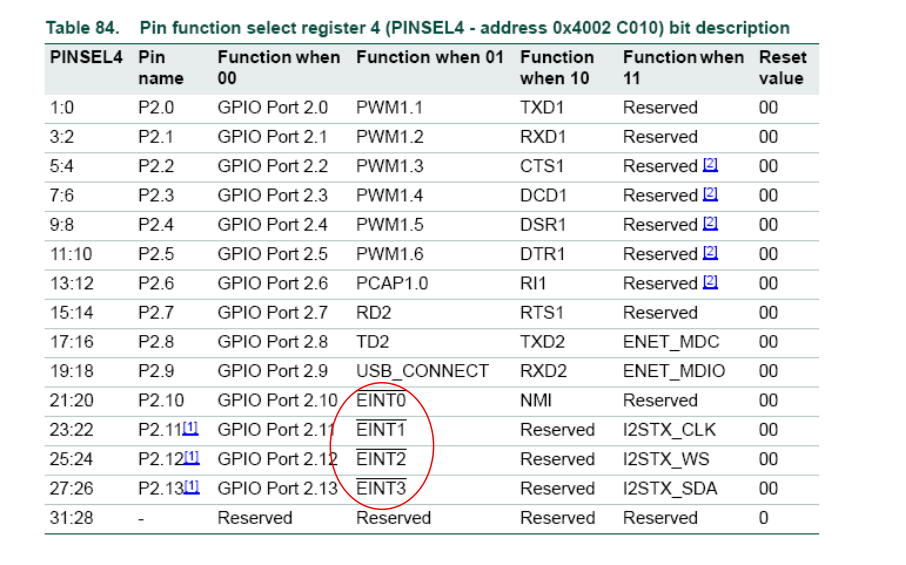 Table 84. Pin function select register 4 (PINSEL4 - address 0x4002 C010) bit description
PINSEL4 Pin name Function when 00 Function when 01 Function when 10 Function when 11 Reset value
1:0 P2.0 GPIO Port 2.0 PWM1.1 TXD1 Reserved 00
3:2 P2.1 GPIO Port 2.1 PWM1.2 RXD1 Reserved 00
5:4 P2.2 GPIO Port 2.2 PWM1.3 CTS1 Reserved [2] 00
7:6 P2.3 GPIO Port 2.3 PWM1.4 DCD1 Reserved [2] 00
9:8 P2.4 GPIO Port 2.4 PWM1.5 DSR1 Reserved [2] 00
11:10 P2.5 GPIO Port 2.5 PWM1.6 DTR1 Reserved [2] 00
13:12 P2.6 GPIO Port 2.6 PCAP1.0 RI1 Reserved [2] 00
15:14 P2.7 GPIO Port 2.7 RD2 RTS1 Reserved 00
17:16 P2.8 GPIO Port 2.8 TD2 TXD2 ENET_MDC 00
19:18 P2.9 GPIO Port 2.9 USB_CONNECT RXD2 ENET_MDIO 00
21:20 P2.10 GPIO Port 2.10 EINT0 NMI Reserved 00
23:22 P2.11[1] GPIO Port 2.11 EINT1 Reserved I2STX_CLK 00
25:24 P2.12[1] GPIO Port 2.12 EINT2 Reserved I2STX_WS 00
27:26 P2.13[1] GPIO Port 2.13 EINT3 Reserved I2STX_SDA 00
31:28 - Reserved Reserved Reserved Reserved 0